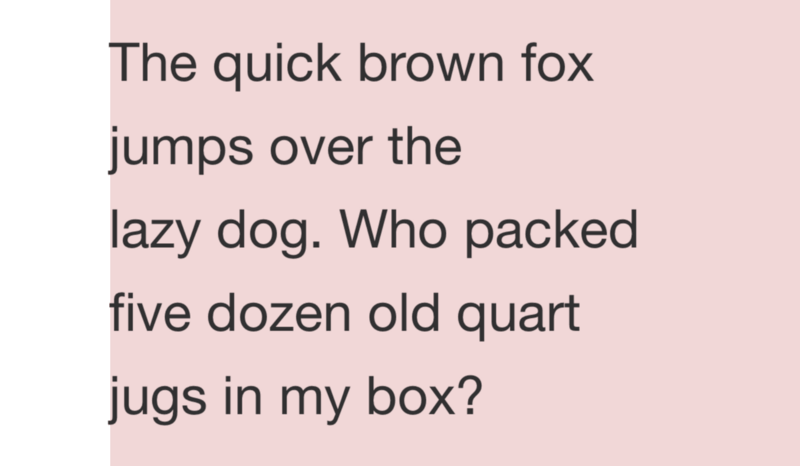 The quick brown fox
jumps over the
lazy dog. Who packed
five dozen old quart
jugs in my box?